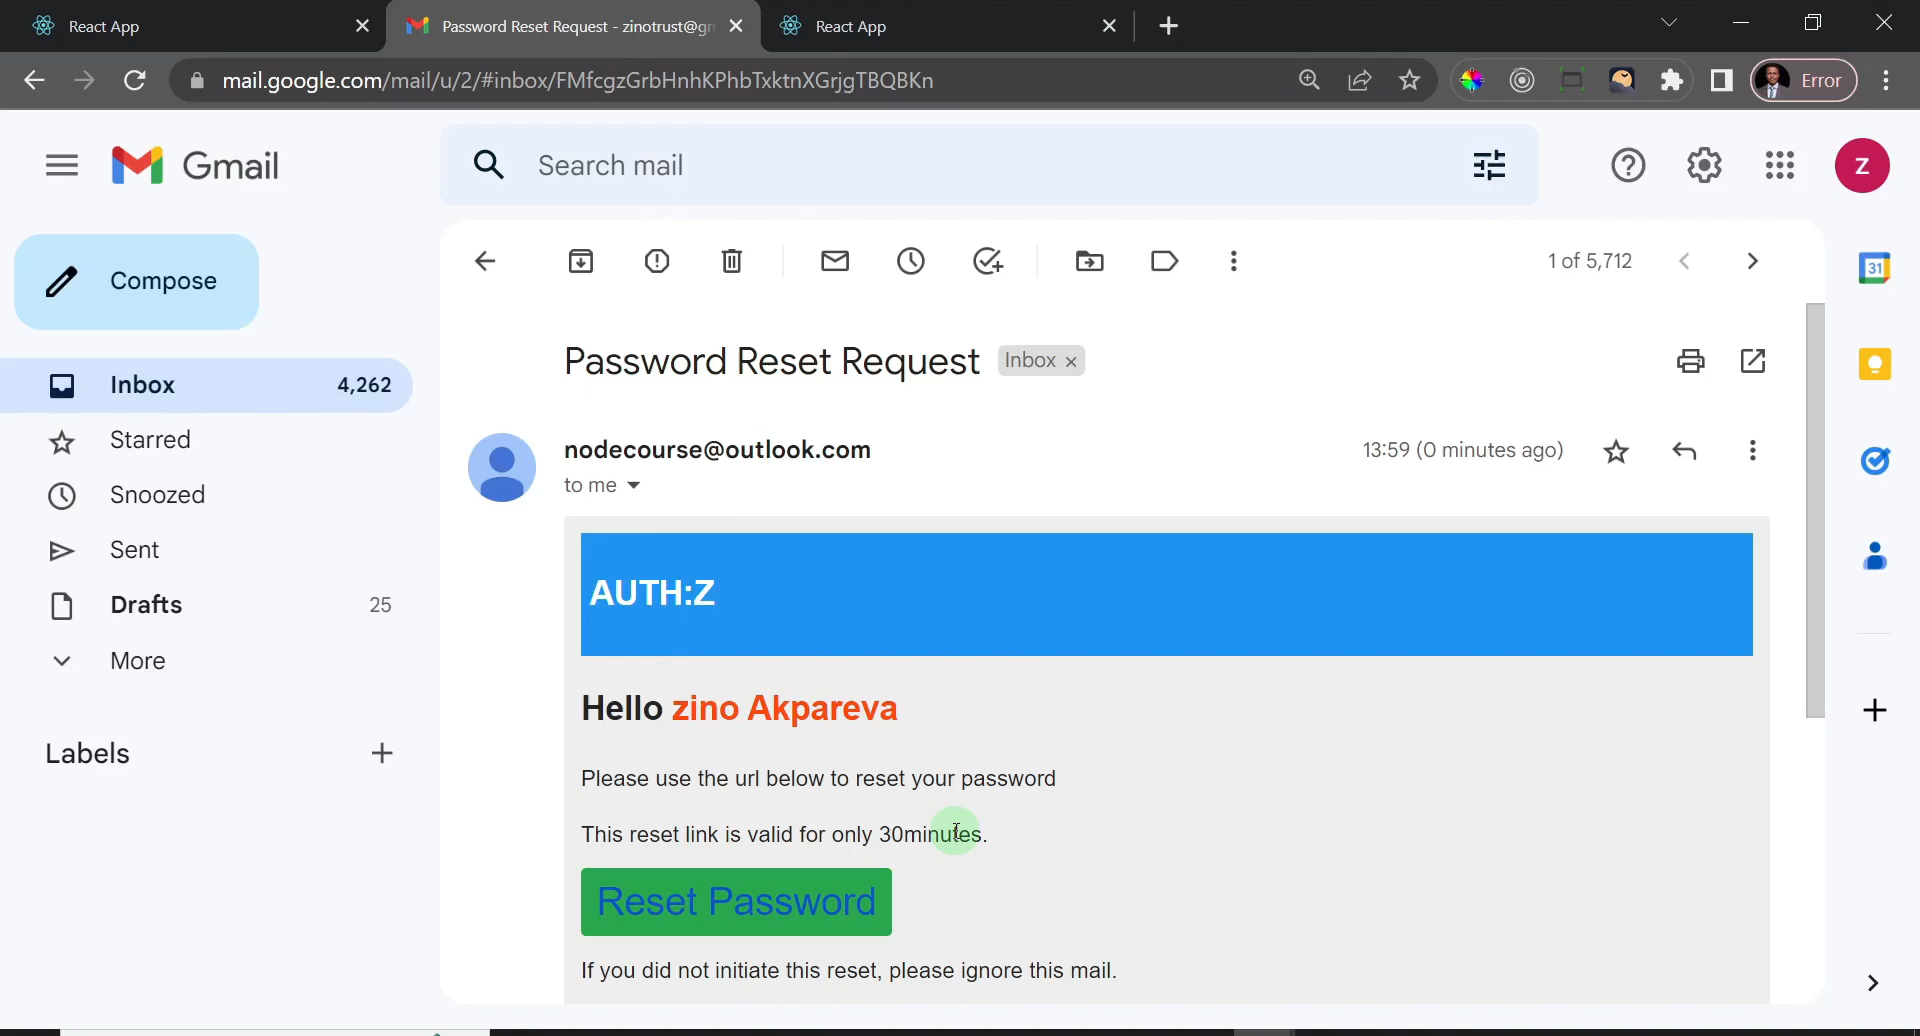 React App
Password Reset Request - zinotrust@gr
React App
mail.google.com/mail/u/2/#inbox/FMfcgzGrbHnhKPhbTxktnXGrjgTBQBKn
Error
Gmail
Search mail
Z
Compose
1 of 5,712
31
Inbox 4,262
Password Reset Request Inbox ×
Starred
nodecourse@outlook.com
13:59 (0 minutes ago)
Snoozed
to me
Sent
AUTH:Z
Drafts 25
More
Hello zino Akpareva
Labels
Please use the url below to reset your password
This reset link is valid for only 30minutes.
Reset Password
If you did not initiate this reset, please ignore this mail.